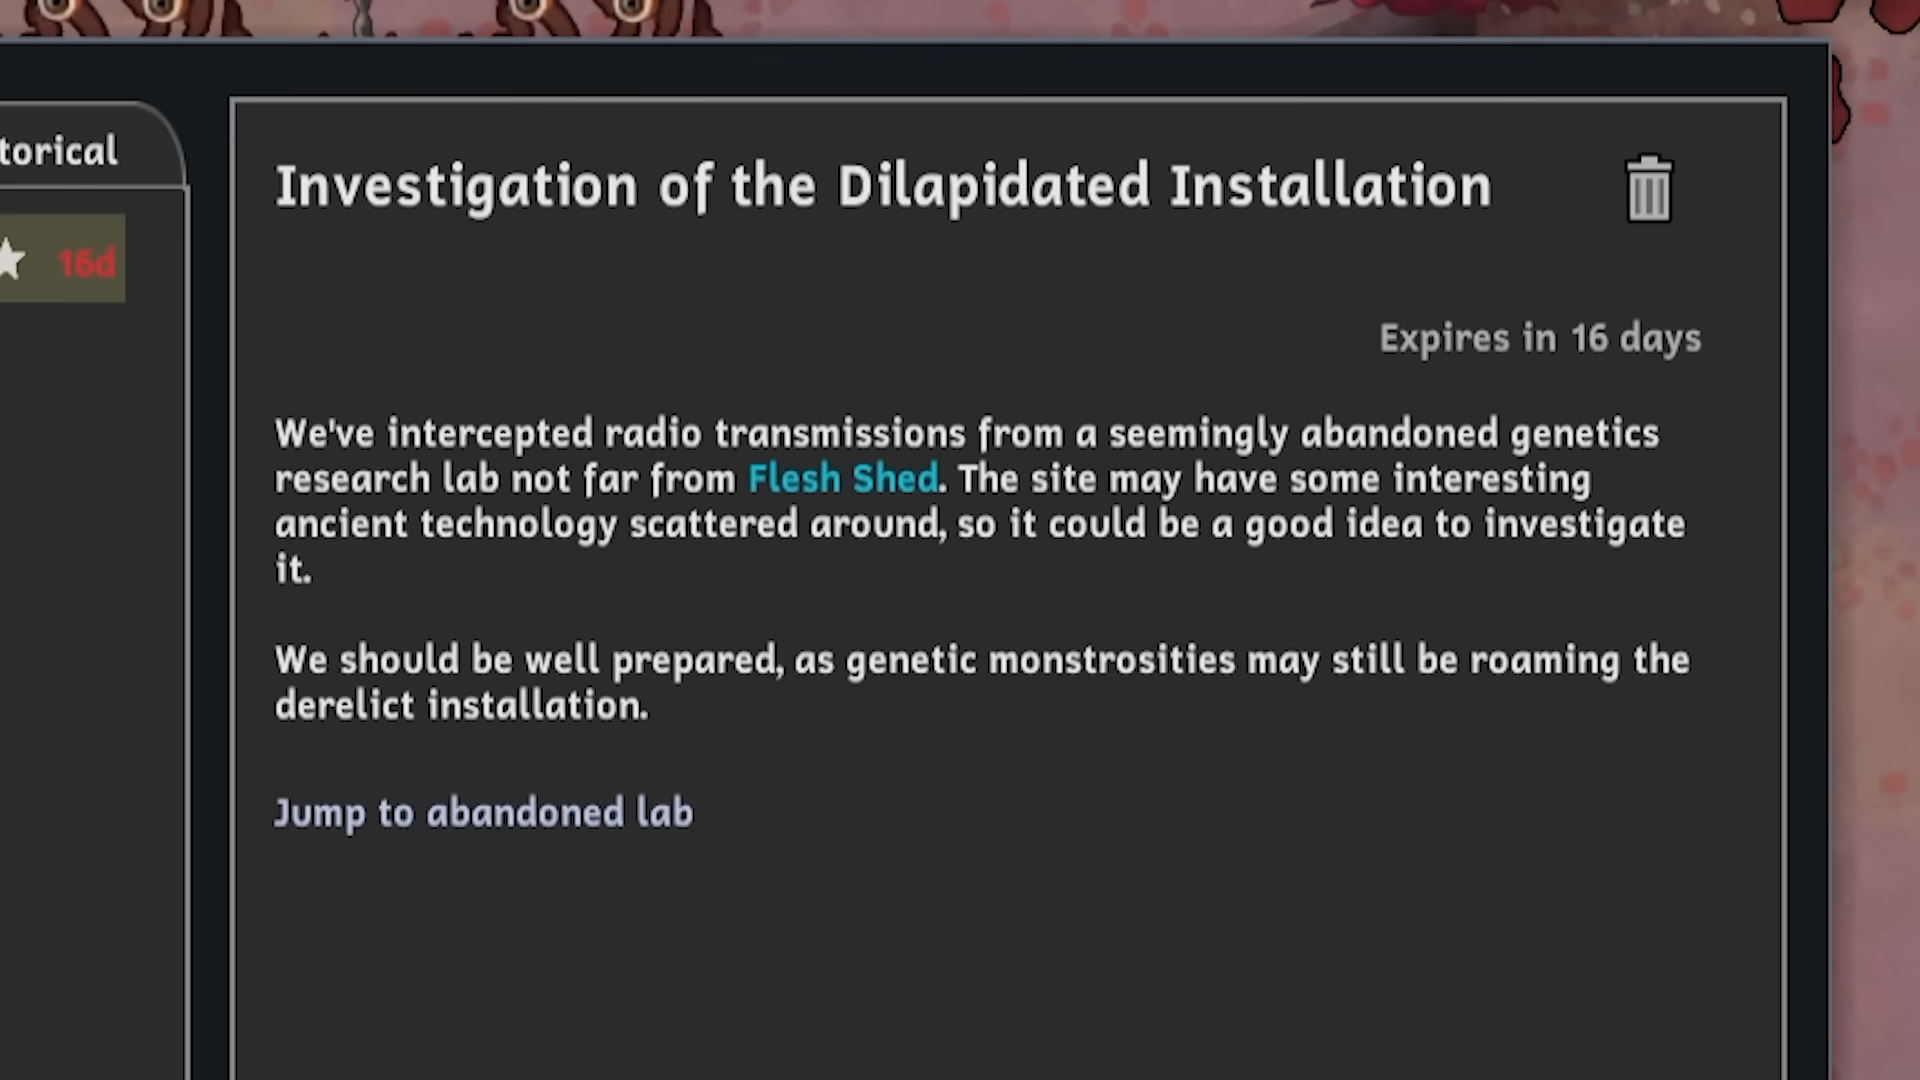 torical
16d
Investigation of the Dilapidated Installation
Expires in 16 days
We've intercepted radio transmissions from a seemingly abandoned genetics
research lab not far from Flesh Shed. The site may have some interesting
ancient technology scattered around, so it could be a good idea to investigate
it.
We should be well prepared, as genetic monstrosities may still be roaming the
derelict installation.
Jump to abandoned lab